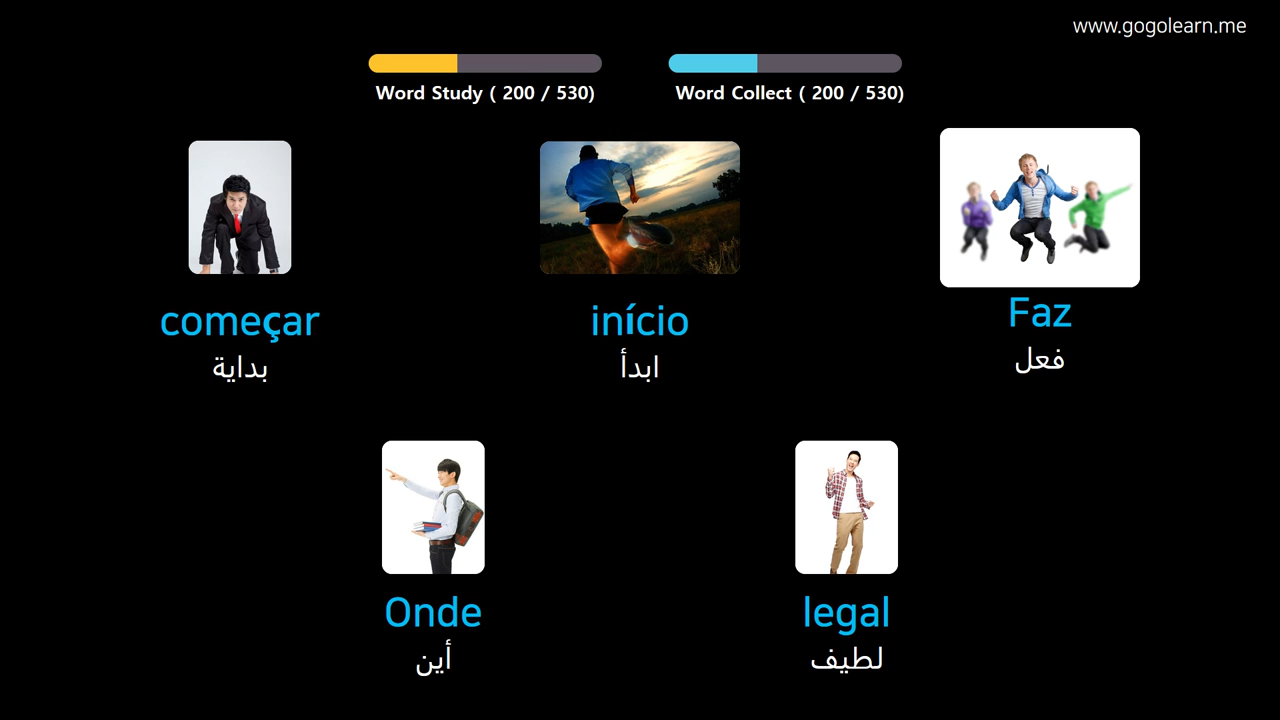 www.gogolearn.me
Word Study ( 200 / 530)
Word Collect ( 200 / 530)
começar
بداية
início
ابدأ
Faz
فعل
Onde
أين
legal
لطيف